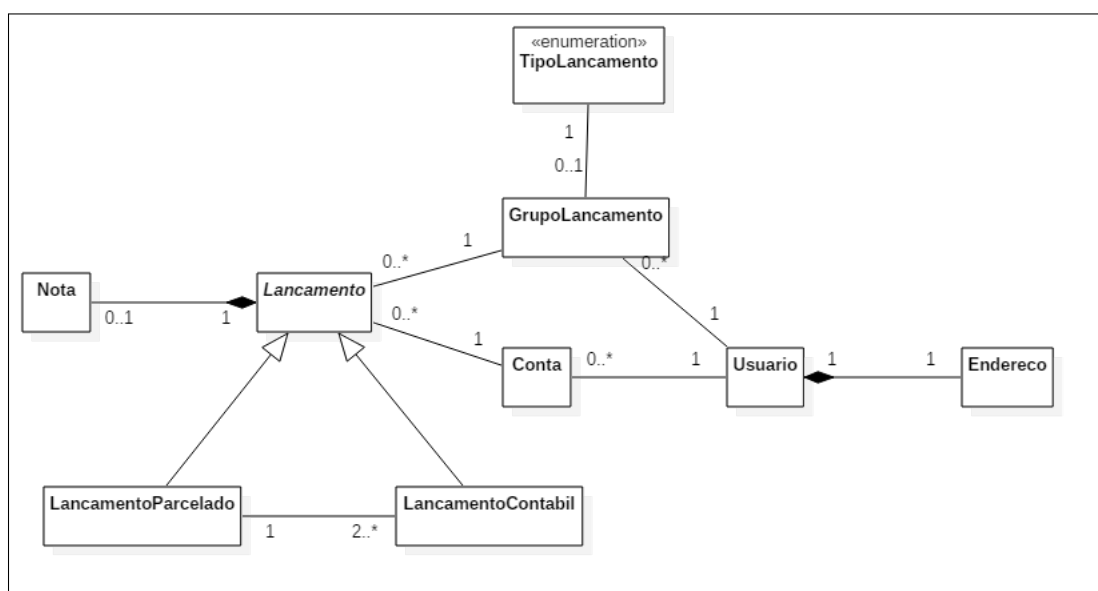 «enumeration»
TipoLancamento
1
0..1
GrupoLancamento
1
0..*
0..*
Nota
Lancamento
0..1
1
0..*
1
1
Conta
0..*
1
Usuario
1
1
Endereco
LancamentoParcelado
LancamentoContabil
1
2..*